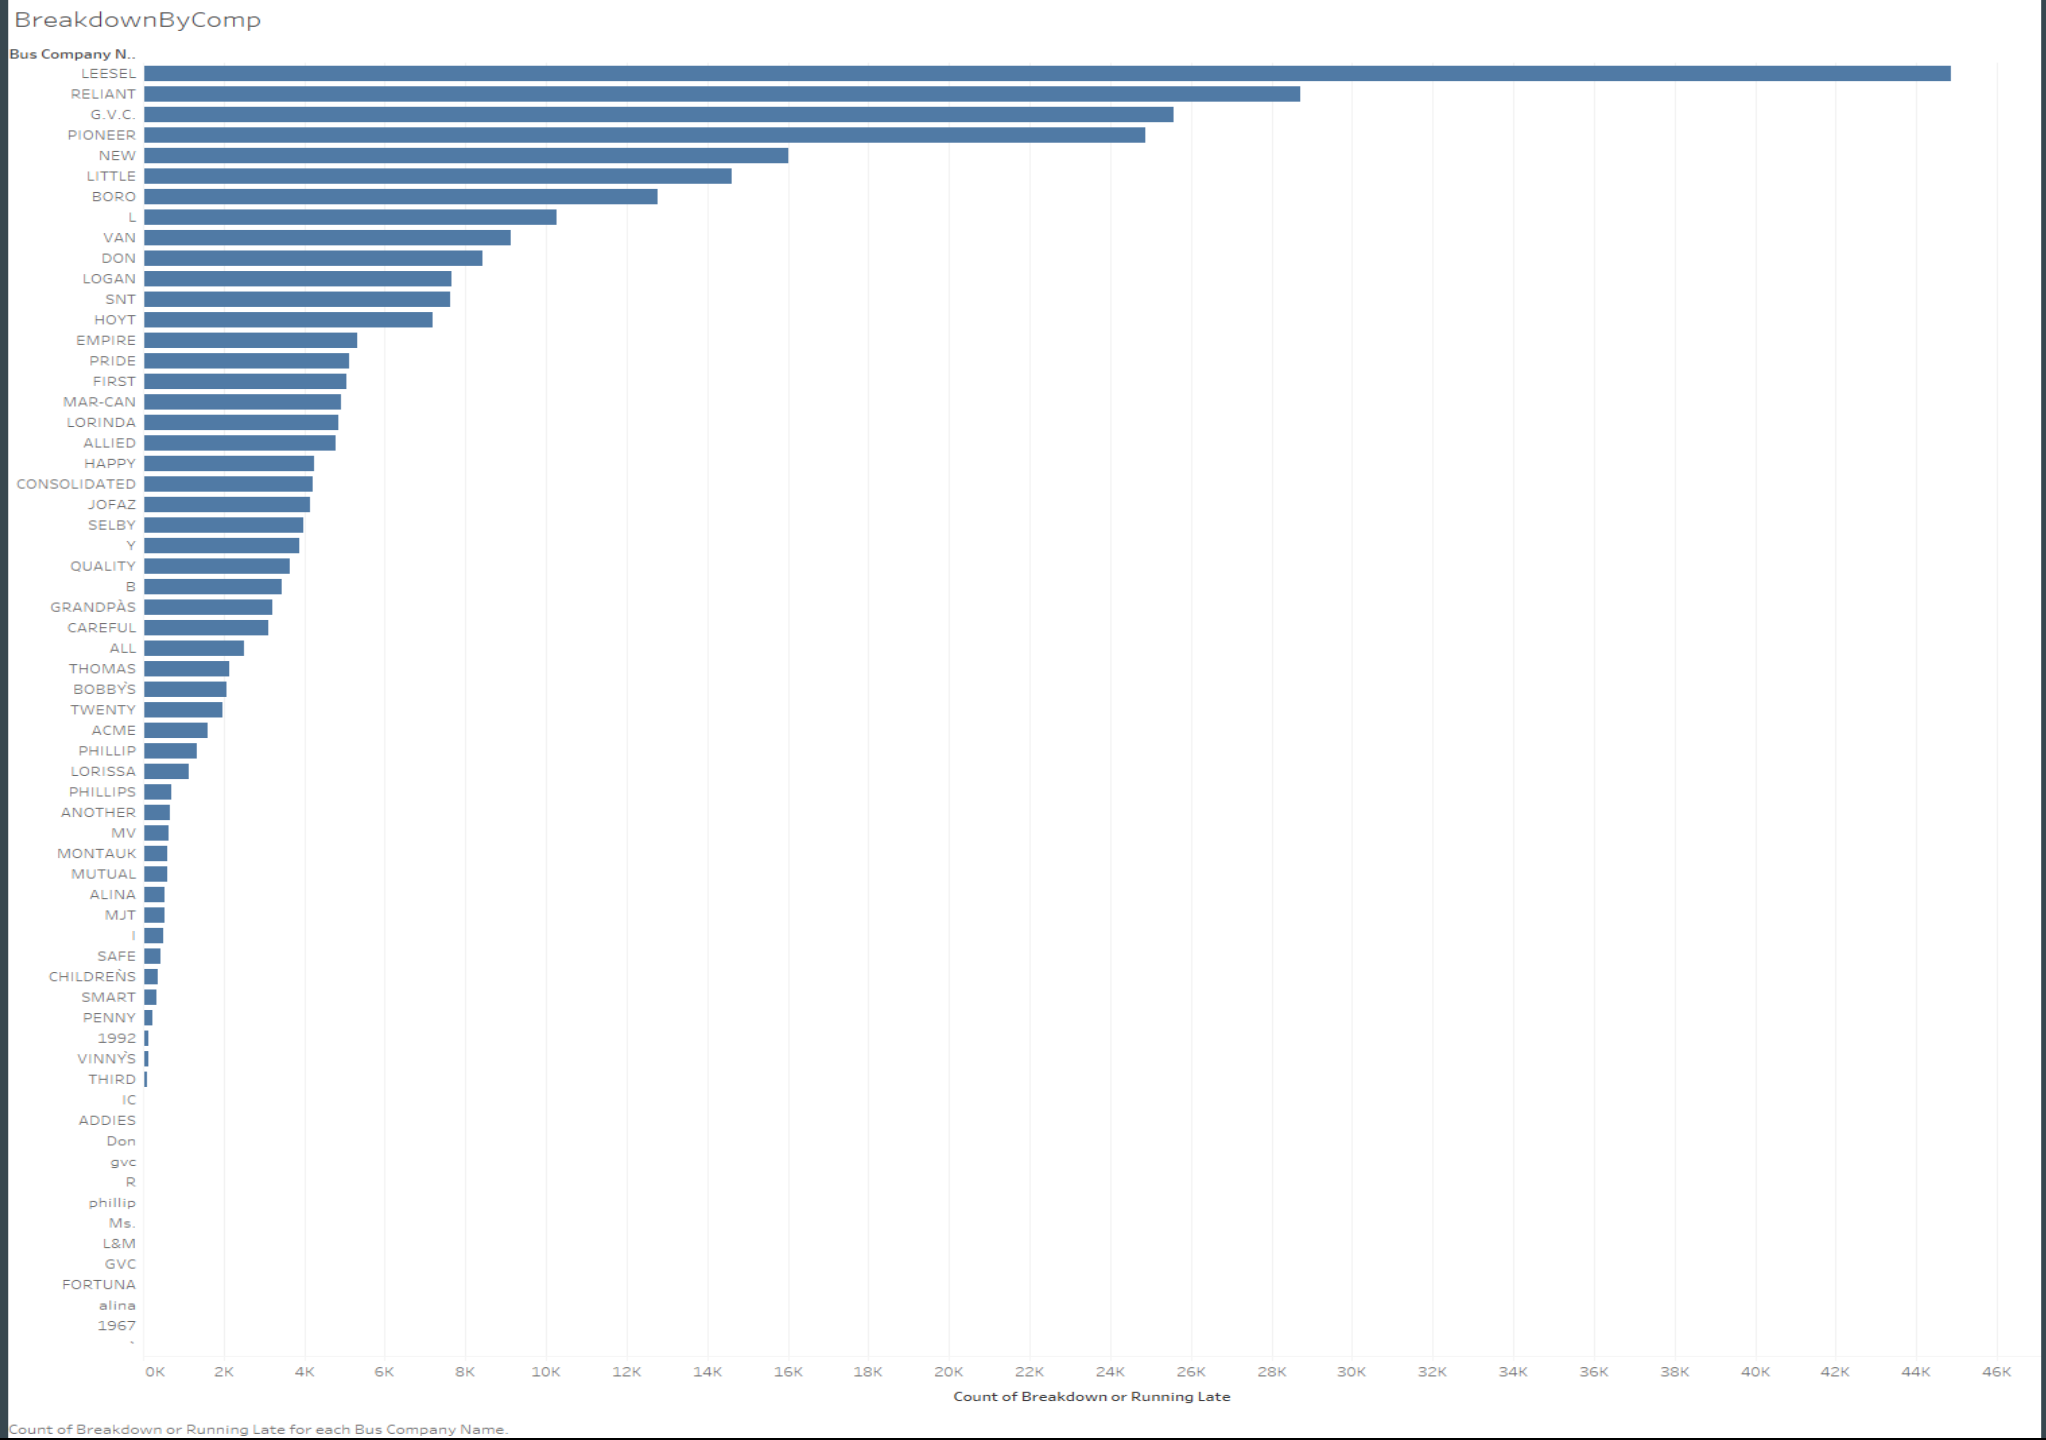 BreakdownByComp
Bus Company N..
LEESEL
RELIANT
G.V.C.
PIONEER
NEW
LITTLE
BORO
L
VAN
DON
LOGAN
SNT
HOYT
EMPIRE
PRIDE
FIRST
MAR-CAN
LORINDA
ALLIED
HAPPY
CONSOLIDATED
JOFAZ
SELBY
Y
QUALITY
B
GRANDPA`S
CAREFUL
ALL
THOMAS
BOBBY`S
TWENTY
ACME
PHILLIP
LORISSA
PHILLIPS
ANOTHER
MV
MONTAUK
MUTUAL
ALINA
MJT
I
SAFE
CHILDREN`S
SMART
PENNY
1992
VINNY`S
THIRD
IC
ADDIES
Don
gvc
R
phillip
Ms.
L&M
GVC
FORTUNA
alina
1967
`
0K 2K 4K 6K 8K 10K 12K 14K 16K 18K 20K 22K 24K 26K 28K 30K 32K 34K 36K 38K 40K 42K 44K 46K
Count of Breakdown or Running Late
Count of Breakdown or Running Late for each Bus Company Name.